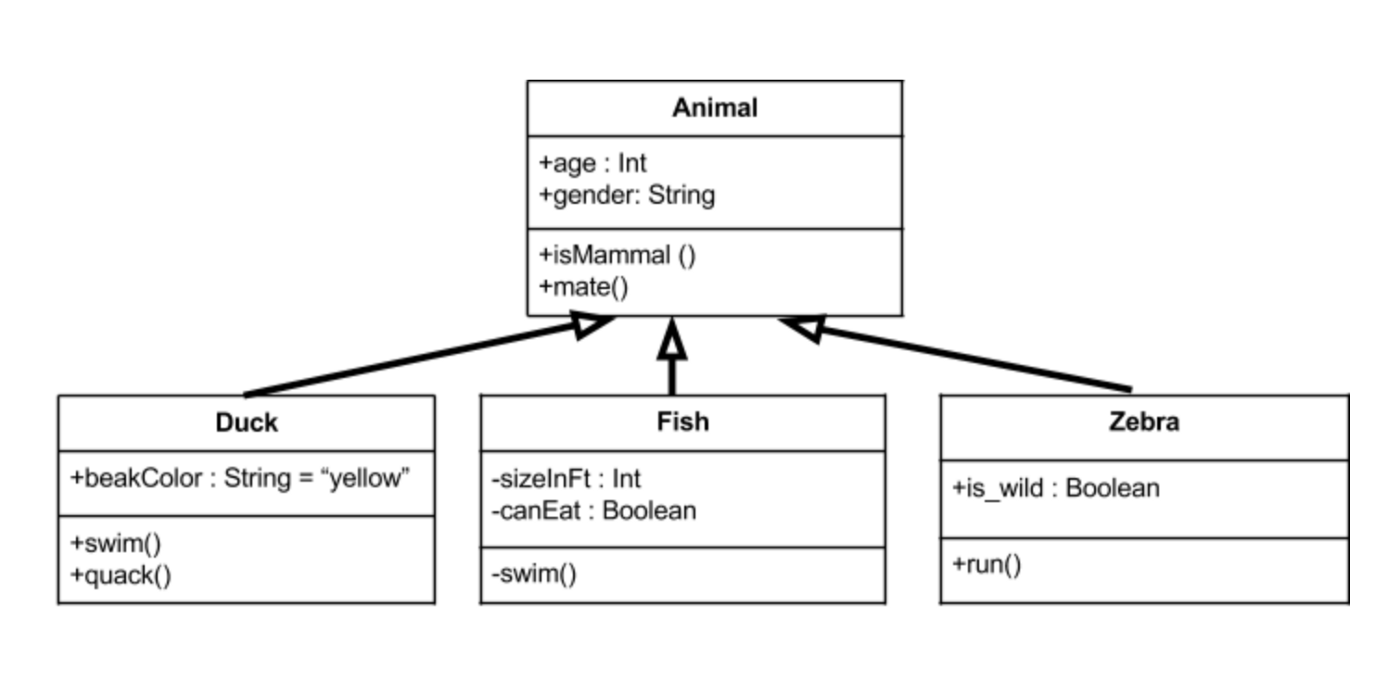 Animal
+age : Int
+gender: String
+isMammal ()
+mate()
Duck
+beakColor : String = “yellow”
+swim()
+quack()
Fish
-sizeInFt : Int
-canEat : Boolean
-swim()
Zebra
+is_wild : Boolean
+run()